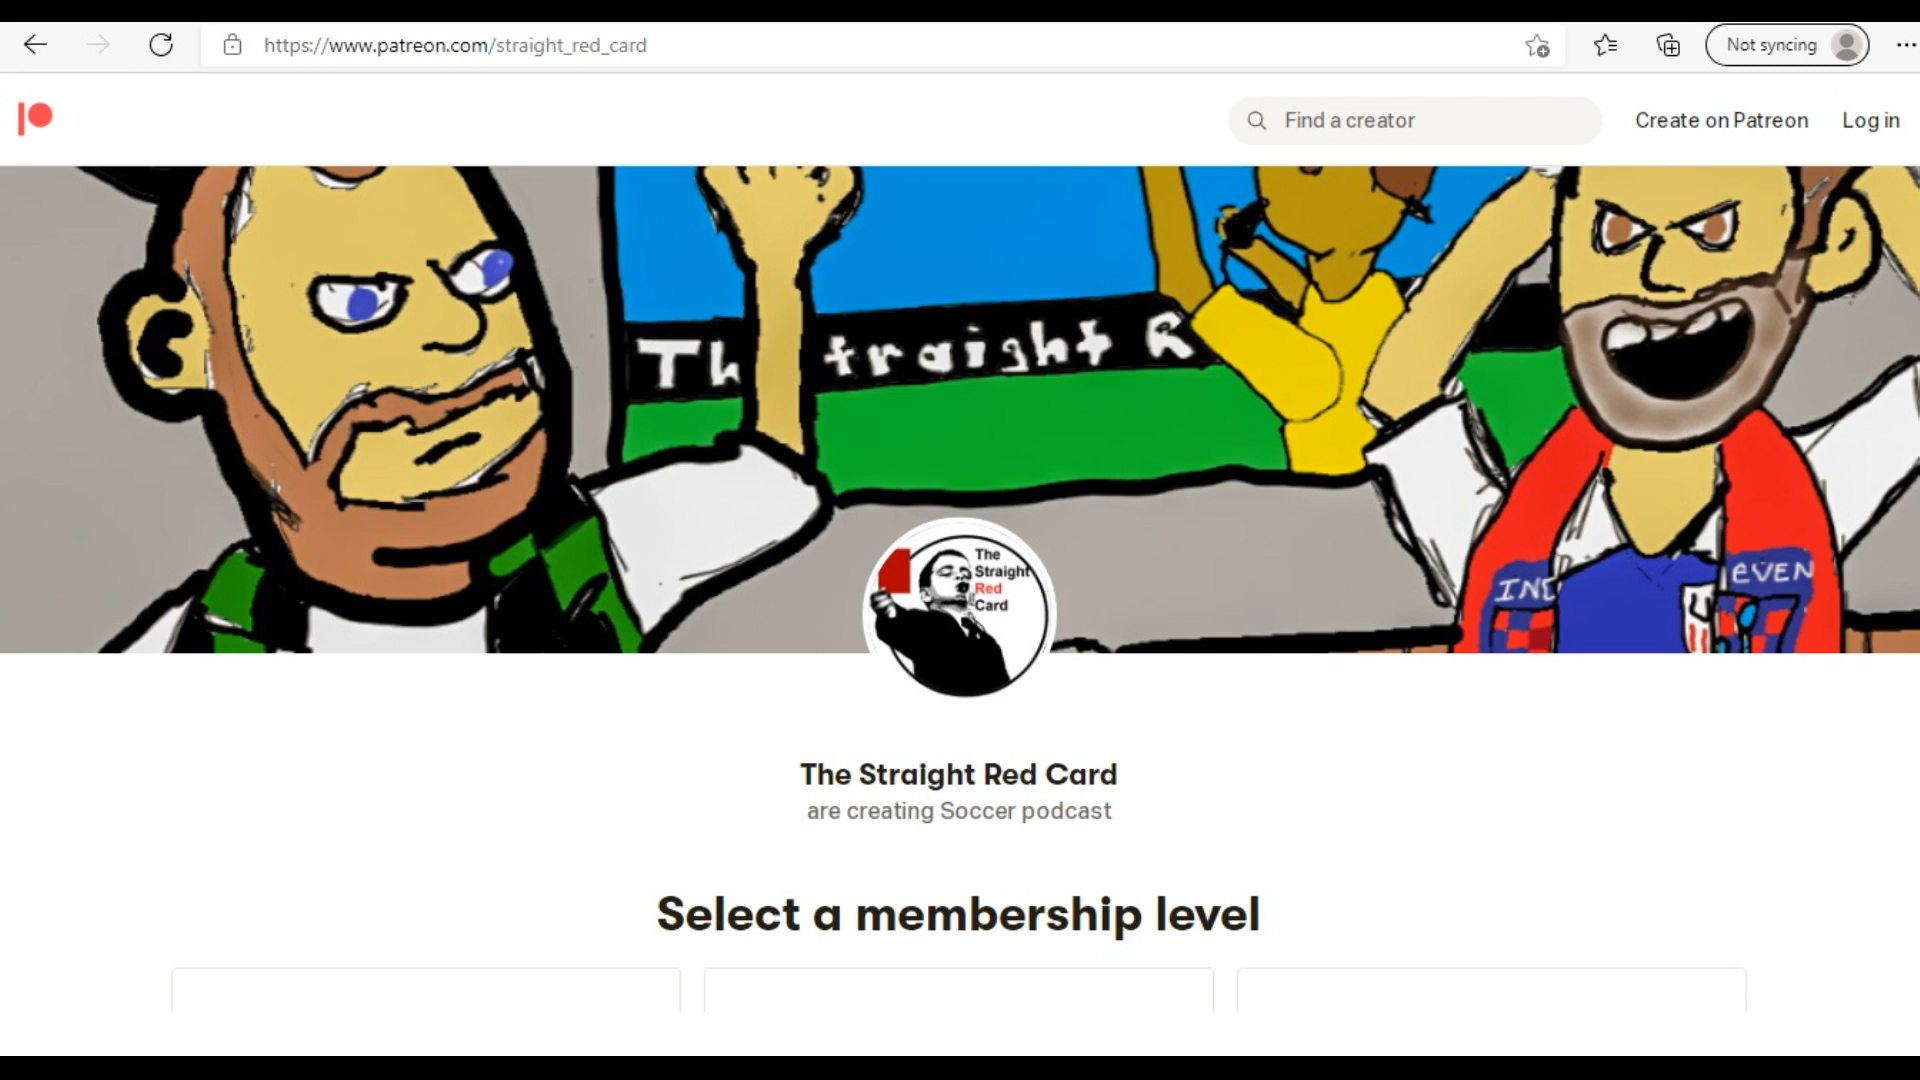 https://www.patreon.com/straight_red_card
Not syncing
Find a creator
Create on Patreon
Log in
Th traight R
IND
EVEN
The
Straight
Red
Card
The Straight Red Card
are creating Soccer podcast
Select a membership level